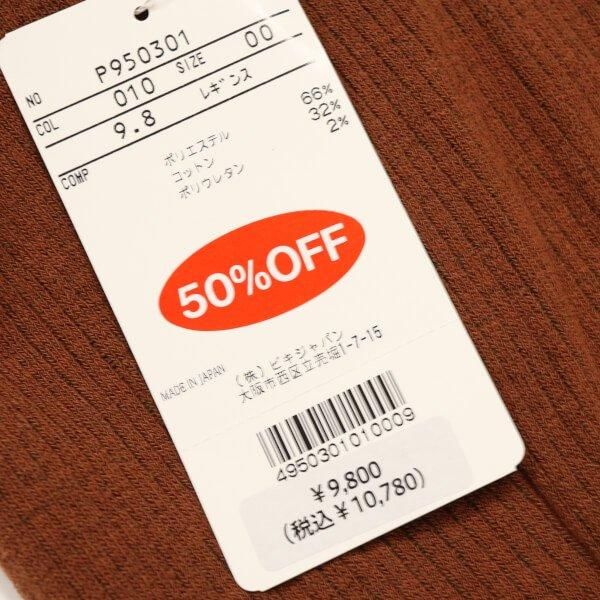 NO P950301 SIZE 00
COL 010
9.8 レギンス
COMP ポリエステル 66%
コットン 32%
ポリウレタン 2%
50%OFF
MADE IN JAPAN (株)ピキジャパン
大阪市西区立売堀1-7-15
4950301010009
¥9,800
(税込¥10,780)